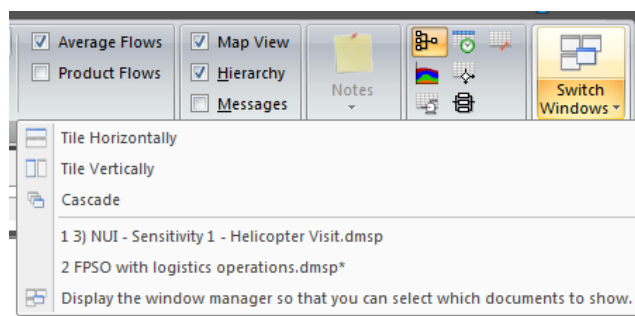 Average Flows
Product Flows
Map View
Hierarchy
Messages
Notes
Switch
Windows
Tile Horizontally
Tile Vertically
Cascade
1 3) NUI - Sensitivity 1 - Helicopter Visit.dmsp
2 FPSO with logistics operations.dmsp*
Display the window manager so that you can select which documents to show.